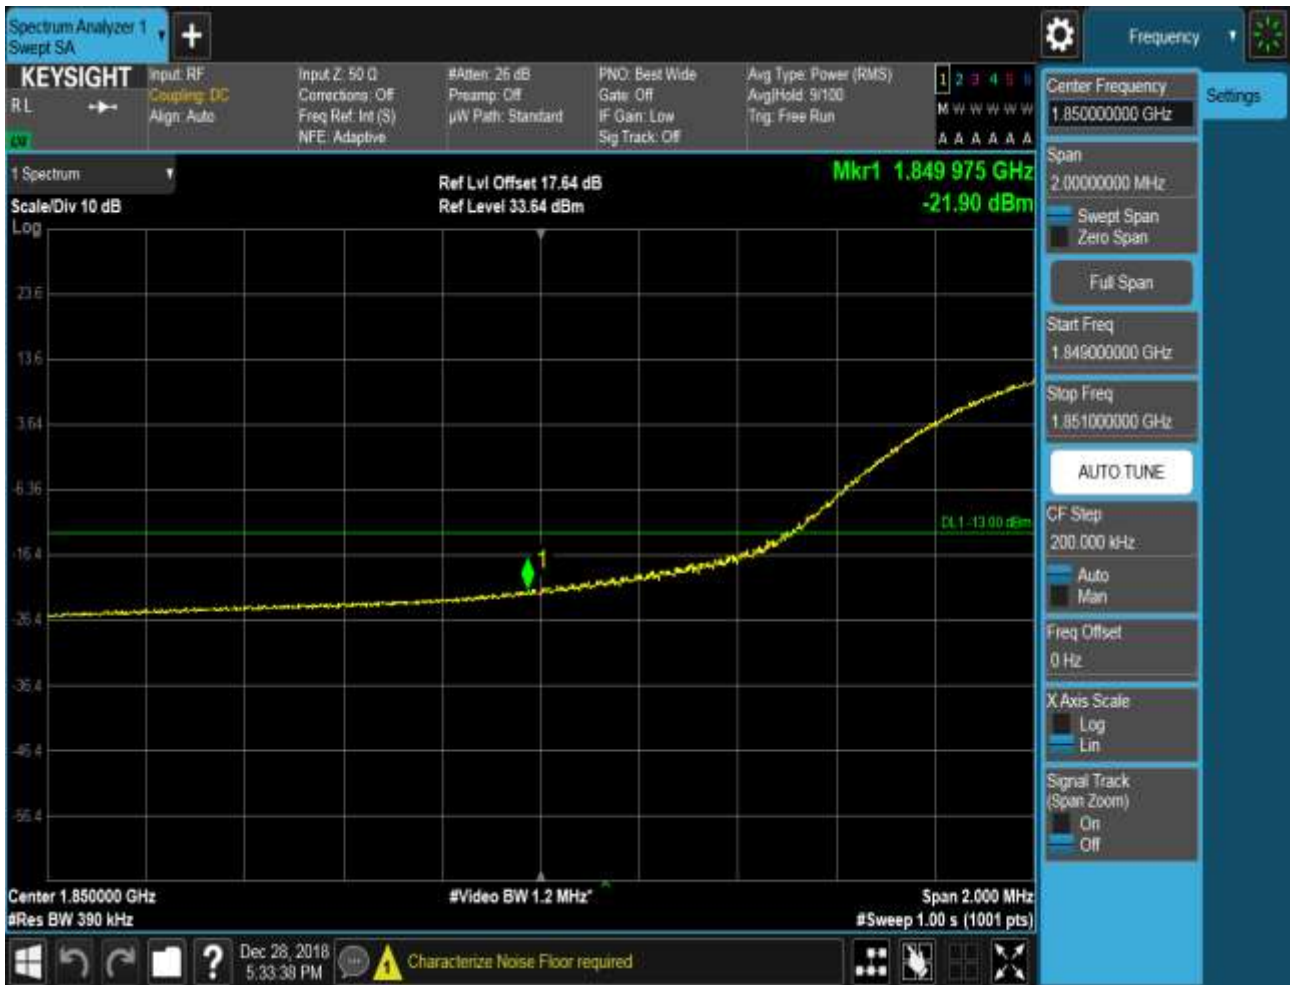 Spectrum Analyzer 1
Swept SA
Frequency
KEYSIGHT
R L
Input: RF
Coupling: DC
Align: Auto
Input Z: 50 Ω
Corrections: Off
Freq Ref: Int (S)
NFE: Adaptive
#Atten: 26 dB
Preamp: Off
µW Path: Standard
PNO: Best Wide
Gate: Off
IF Gain: Low
Sig Track: Off
Avg Type: Power (RMS)
Avg|Hold: 9/100
Trig: Free Run
1 2 3 4 5 6
M W W W W W
A A A A A A
1 Spectrum
Scale/Div 10 dB
Log
Ref Lvl Offset 17.64 dB
Ref Level 33.64 dBm
Mkr1 1.849 975 GHz
-21.90 dBm
23.6
13.6
3.64
-6.36
-16.4
-26.4
-36.4
-46.4
-56.4
1
DL1 -13.00 dBm
Center 1.850000 GHz
#Res BW 390 kHz
#Video BW 1.2 MHz*
Span 2.000 MHz
#Sweep 1.00 s (1001 pts)
Center Frequency
1.850000000 GHz
Settings
Span
2.00000000 MHz
Swept Span
Zero Span
Full Span
Start Freq
1.849000000 GHz
Stop Freq
1.851000000 GHz
AUTO TUNE
CF Step
200.000 kHz
Auto
Man
Freq Offset
0 Hz
X Axis Scale
Log
Lin
Signal Track
(Span Zoom)
On
Off
?
Dec 28, 2018
5:33:38 PM
1
Characterize Noise Floor required